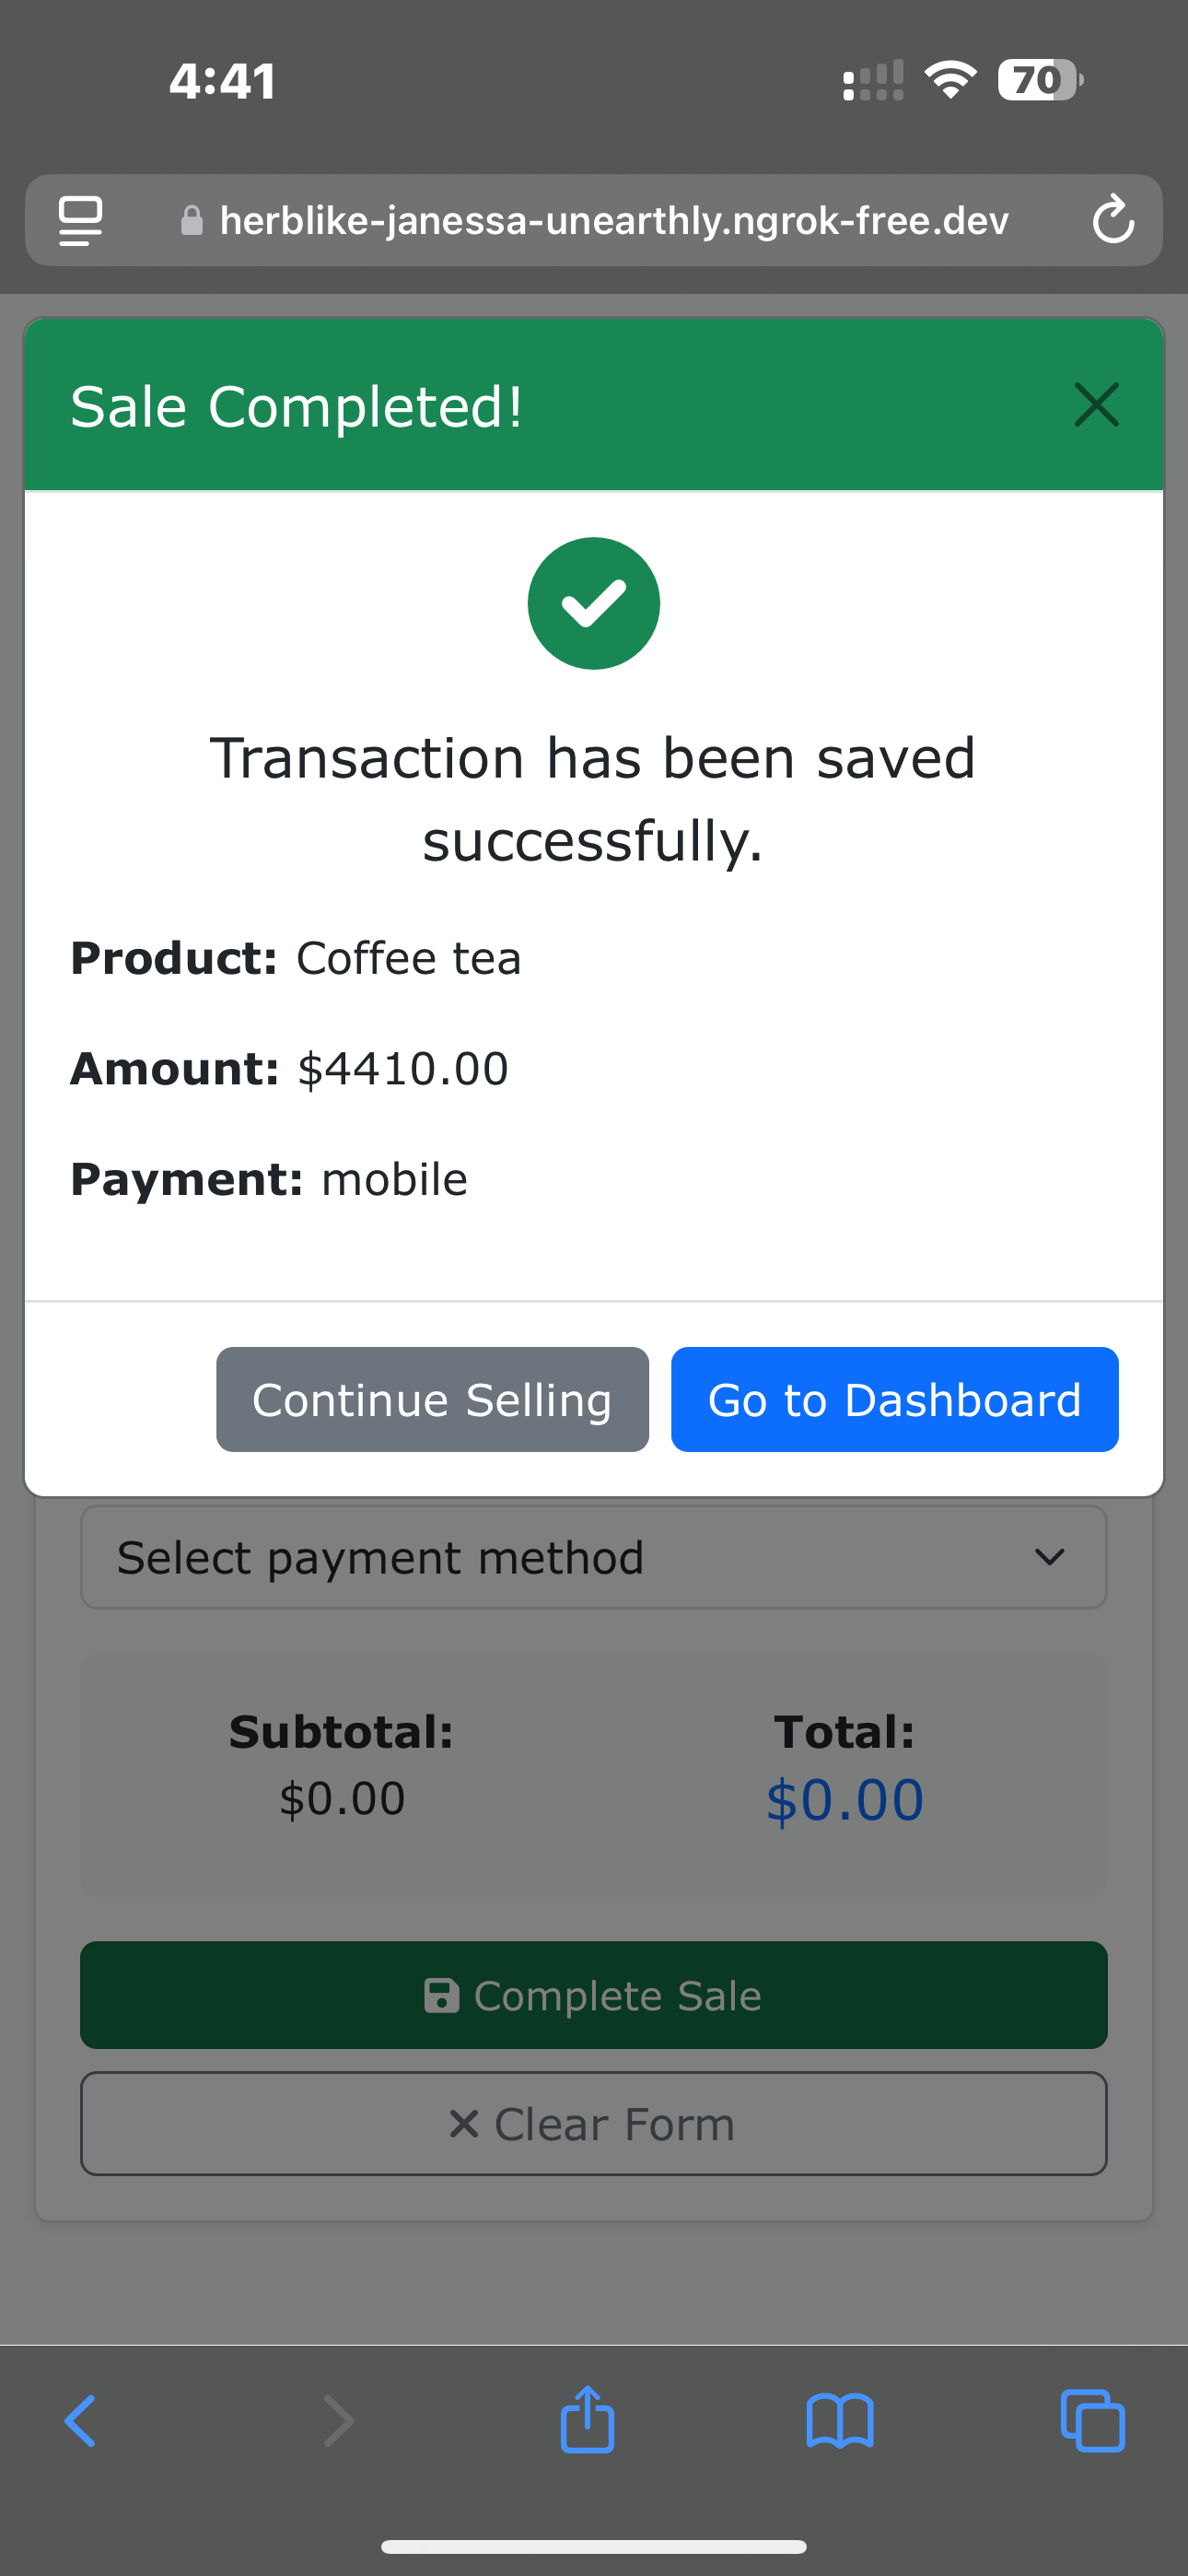 4:41
70
herblike-janessa-unearthly.ngrok-free.dev
Sale Completed!
Transaction has been saved
successfully.
Product: Coffee tea
Amount: $4410.00
Payment: mobile
Continue Selling
Go to Dashboard
Select payment method
Subtotal:
$0.00
Total:
$0.00
Complete Sale
Clear Form